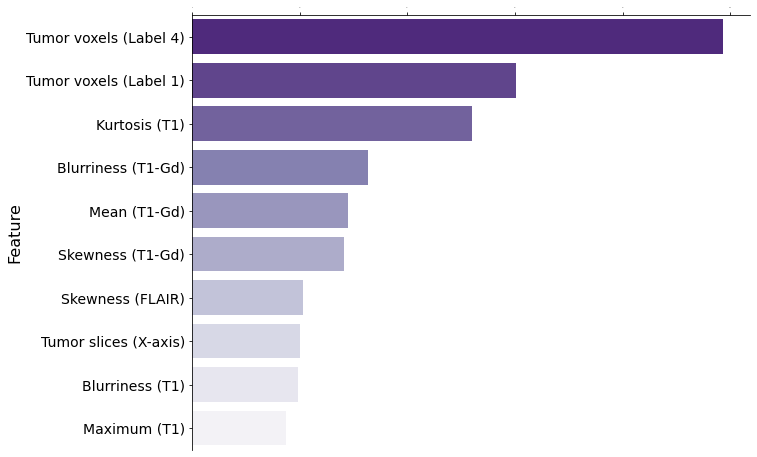 Tumor voxels (Label 4)
Tumor voxels (Label 1)
Kurtosis (T1)
Blurriness (T1-Gd)
Mean (T1-Gd)
Skewness (T1-Gd)
Skewness (FLAIR)
Tumor slices (X-axis)
Blurriness (T1)
Maximum (T1)
Feature